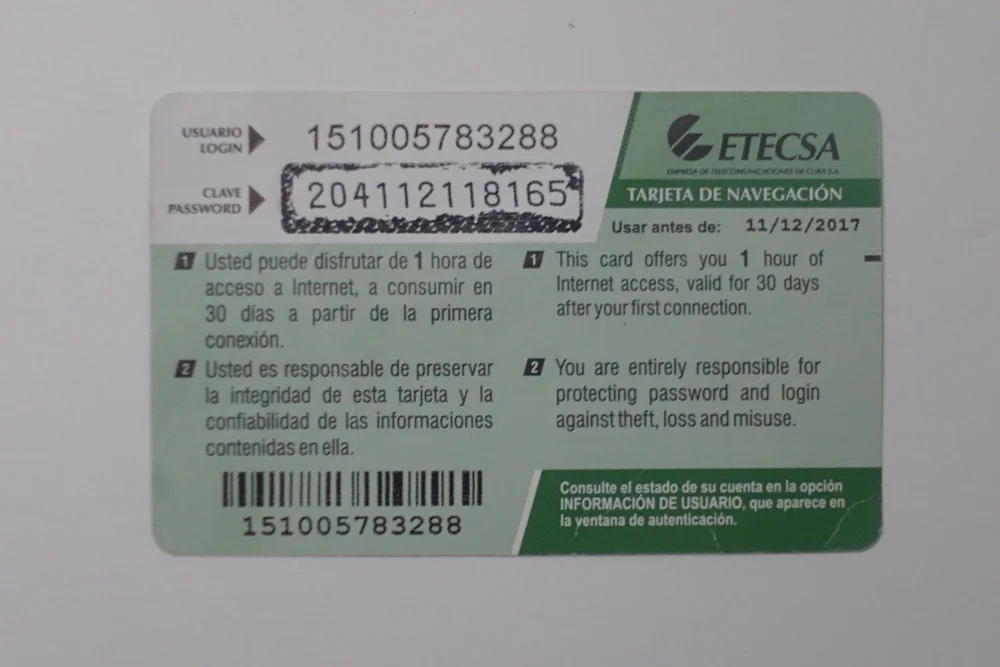 USUARIO
LOGIN
151005783288
CLAVE
PASSWORD
204112118165
ETECSA
EMPRESA DE TELECOMUNICACIONES DE CUBA S.A.
TARJETA DE NAVEGACIÓN
Usar antes de: 11/12/2017
1 Usted puede disfrutar de 1 hora de
acceso a Internet, a consumir en
30 días a partir de la primera
conexión.
2 Usted es responsable de preservar
la integridad de esta tarjeta y la
confiabilidad de las informaciones
contenidas en ella.
1 This card offers you 1 hour of
Internet access, valid for 30 days
after your first connection.
2 You are entirely responsible for
protecting password and login
against theft, loss and misuse.
151005783288
Consulte el estado de su cuenta en la opción
INFORMACIÓN DE USUARIO, que aparece en
la ventana de autenticación.